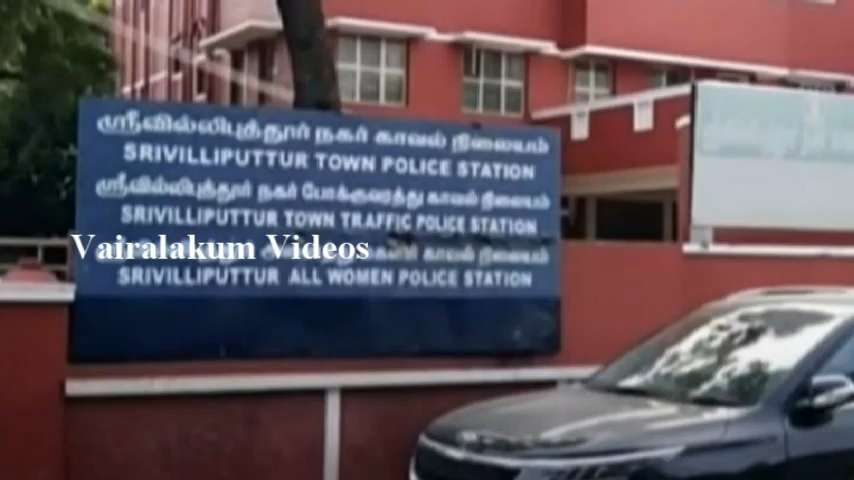 ஸ்ரீவில்லிபுத்தூர் நகர் காவல் நிலையம்
SRIVILLIPUTTUR TOWN POLICE STATION
ஸ்ரீவில்லிபுத்தூர் நகர் போக்குவரத்து காவல் நிலையம்
SRIVILLIPUTTUR TOWN TRAFFIC POLICE STATION
Vairalakum Videos
காவல் நிலையம்
SRIVILLIPUTTUR ALL WOMEN POLICE STATION